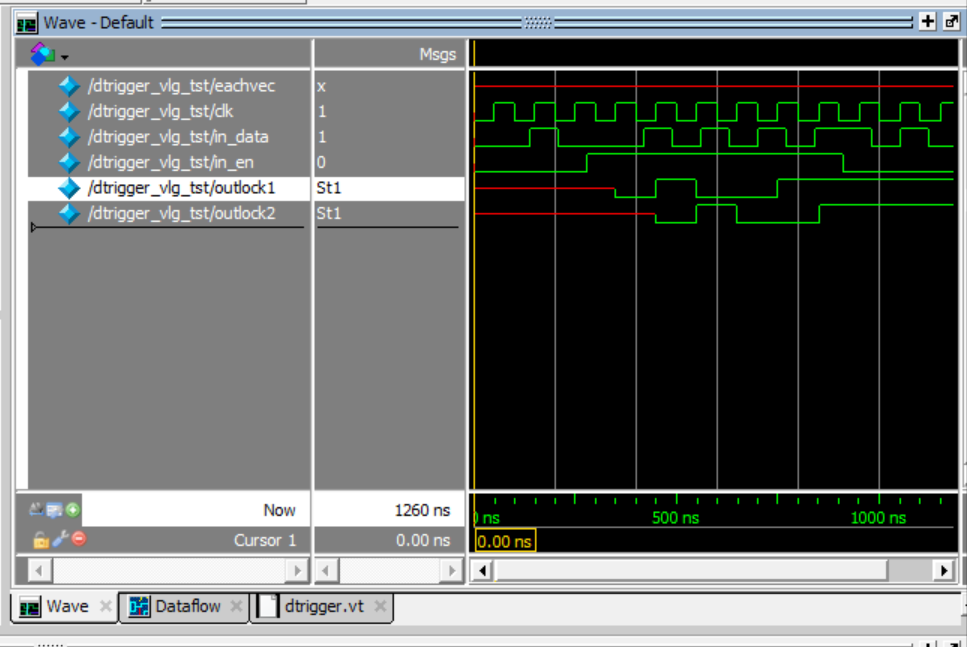 Wave - Default
Msgs
/dtrigger_vlg_tst/eachvec x
/dtrigger_vlg_tst/clk 1
/dtrigger_vlg_tst/in_data 1
/dtrigger_vlg_tst/in_en 0
/dtrigger_vlg_tst/outlock1 St1
/dtrigger_vlg_tst/outlock2 St1
Now 1260 ns
0 ns 500 ns 1000 ns
Cursor 1 0.00 ns 0.00 ns
Wave Dataflow dtrigger.vt